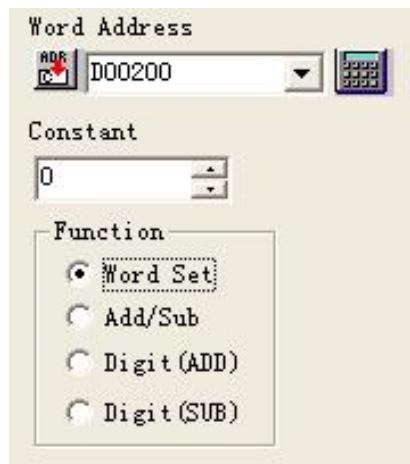 Word Address
ADR
C
D00200
Constant
0
Function
Word Set
Add/Sub
Digit(ADD)
Digit(SUB)